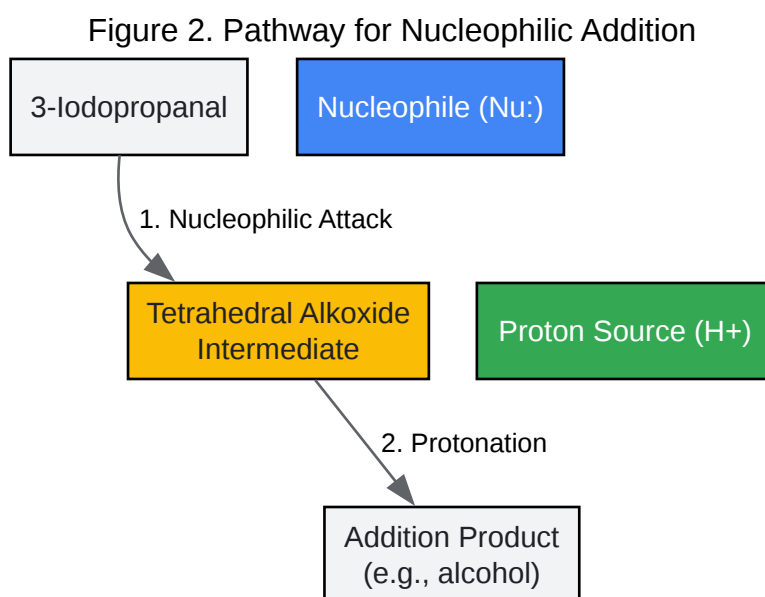 Figure 2. Pathway for Nucleophilic Addition
3-Iodopropanal
Nucleophile (Nu:)
1. Nucleophilic Attack
Tetrahedral Alkoxide
Intermediate
Proton Source (H+)
2. Protonation
Addition Product
(e.g., alcohol)